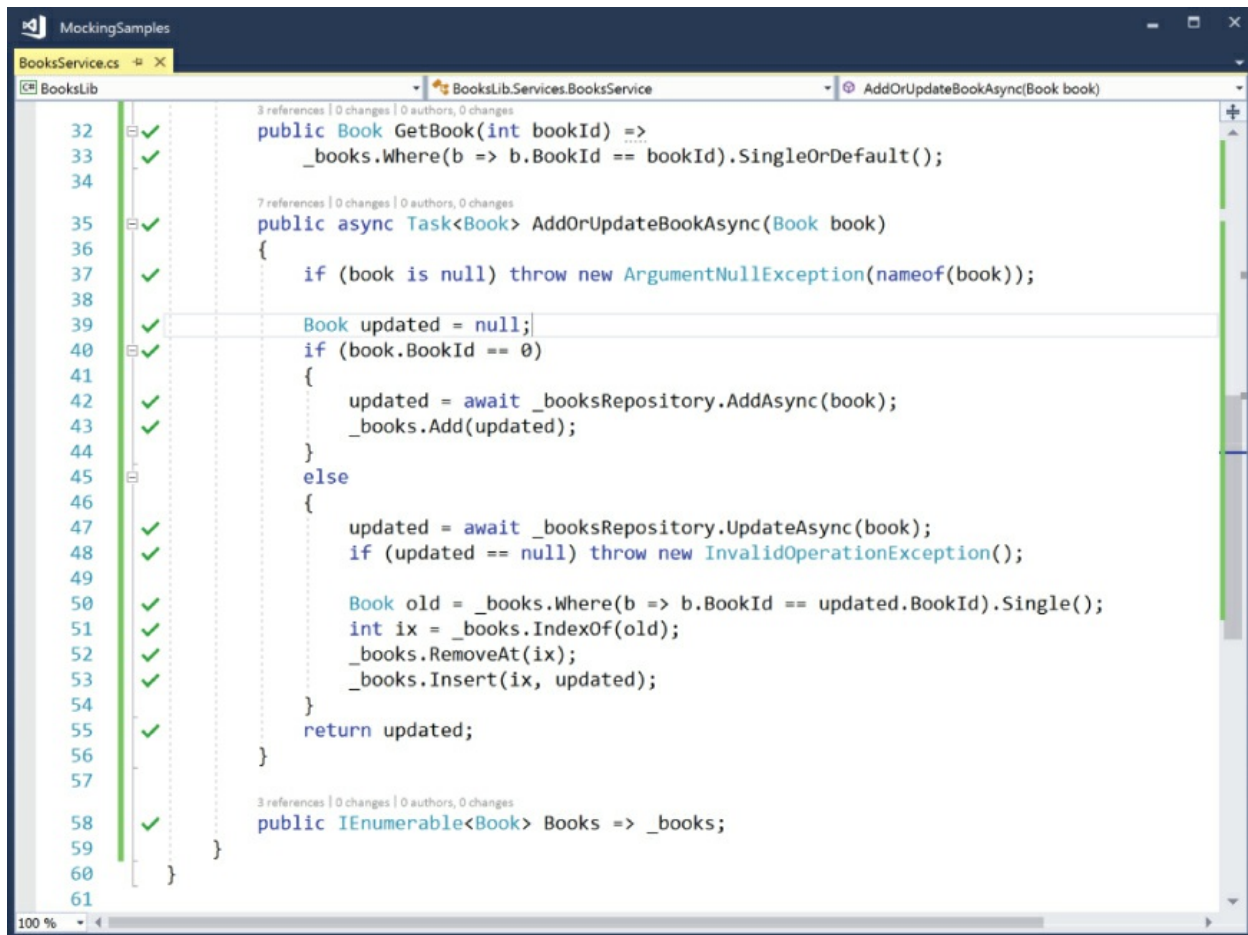 MockingSamples
BooksService.cs
C# BooksLib BooksLib.Services.BooksService AddOrUpdateBookAsync(Book book)
3 references | 0 changes | 0 authors, 0 changes
32 public Book GetBook(int bookId) =>
33 _books.Where(b => b.BookId == bookId).SingleOrDefault();
34
7 references | 0 changes | 0 authors, 0 changes
35 public async Task<Book> AddOrUpdateBookAsync(Book book)
36 {
37 if (book is null) throw new ArgumentNullException(nameof(book));
38
39 Book updated = null;
40 if (book.BookId == 0)
41 {
42 updated = await _booksRepository.AddAsync(book);
43 _books.Add(updated);
44 }
45 else
46 {
47 updated = await _booksRepository.UpdateAsync(book);
48 if (updated == null) throw new InvalidOperationException();
49
50 Book old = _books.Where(b => b.BookId == updated.BookId).Single();
51 int ix = _books.IndexOf(old);
52 _books.RemoveAt(ix);
53 _books.Insert(ix, updated);
54 }
55 return updated;
56 }
57
3 references | 0 changes | 0 authors, 0 changes
58 public IEnumerable<Book> Books => _books;
59 }
60 }
61
100 %